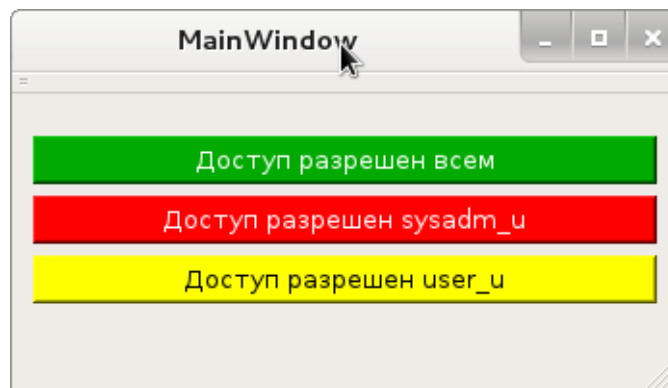 MainWindow
Доступ разрешен всем
Доступ разрешен sysadm_u
Доступ разрешен user_u